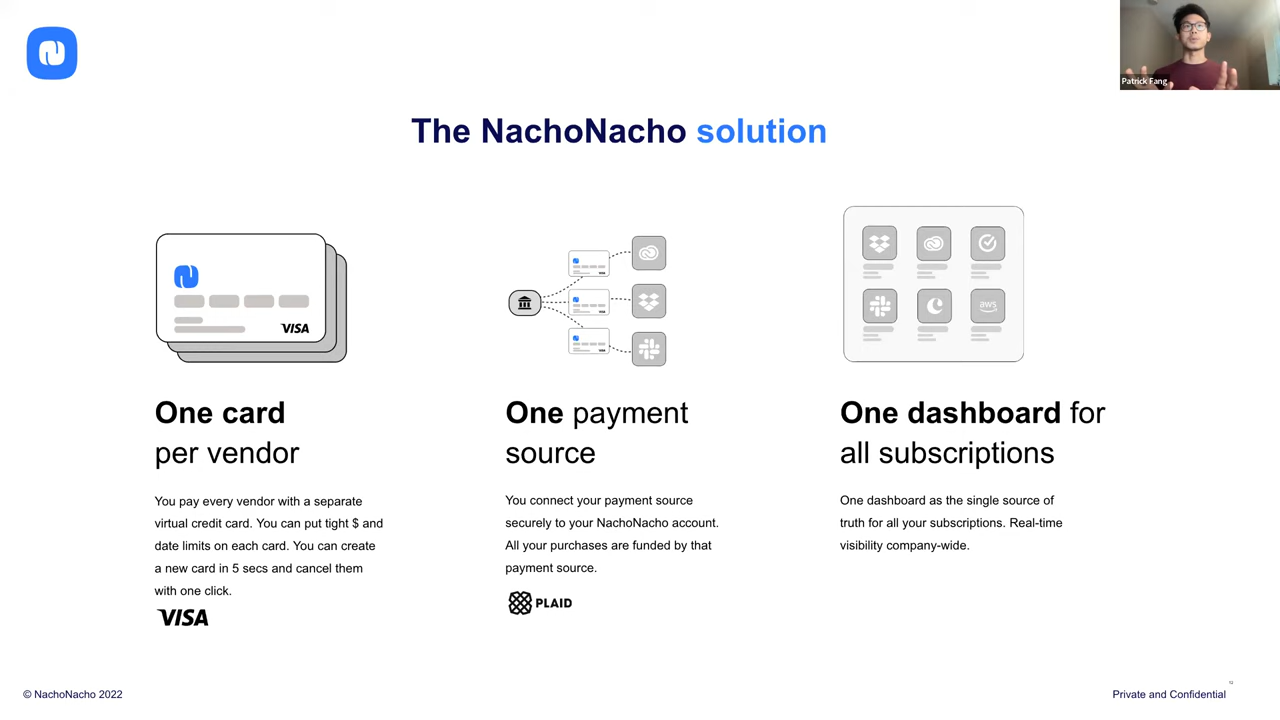 Patrick Fang
The NachoNacho solution
VISA
VISA
VISA
VISA
aws
One card
per vendor
You pay every vendor with a separate
virtual credit card. You can put tight $ and
date limits on each card. You can create
a new card in 5 secs and cancel them
with one click.
VISA
One payment
source
You connect your payment source
securely to your NachoNacho account.
All your purchases are funded by that
payment source.
PLAID
One dashboard for
all subscriptions
One dashboard as the single source of
truth for all your subscriptions. Real-time
visibility company-wide.
© NachoNacho 2022
Private and Confidential